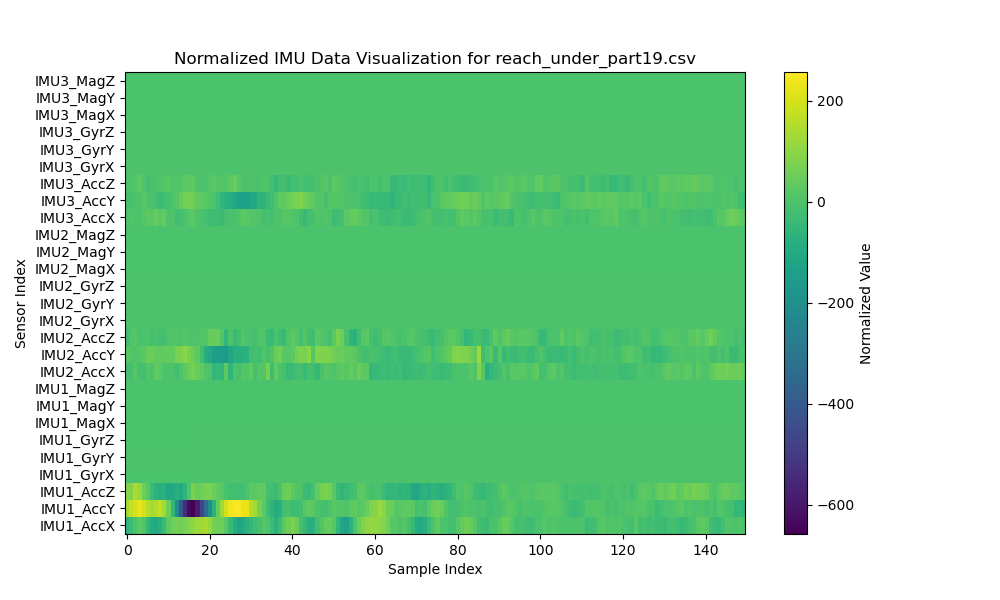 Normalized IMU Data Visualization for reach_under_part19.csv
Sensor Index
IMU3_MagZ
IMU3_MagY
IMU3_MagX
IMU3_GyrZ
IMU3_GyrY
IMU3_GyrX
IMU3_AccZ
IMU3_AccY
IMU3_AccX
IMU2_MagZ
IMU2_MagY
IMU2_MagX
IMU2_GyrZ
IMU2_GyrY
IMU2_GyrX
IMU2_AccZ
IMU2_AccY
IMU2_AccX
IMU1_MagZ
IMU1_MagY
IMU1_MagX
IMU1_GyrZ
IMU1_GyrY
IMU1_GyrX
IMU1_AccZ
IMU1_AccY
IMU1_AccX
0 20 40 60 80 100 120 140
Sample Index
200
0
−200
−400
−600
Normalized Value